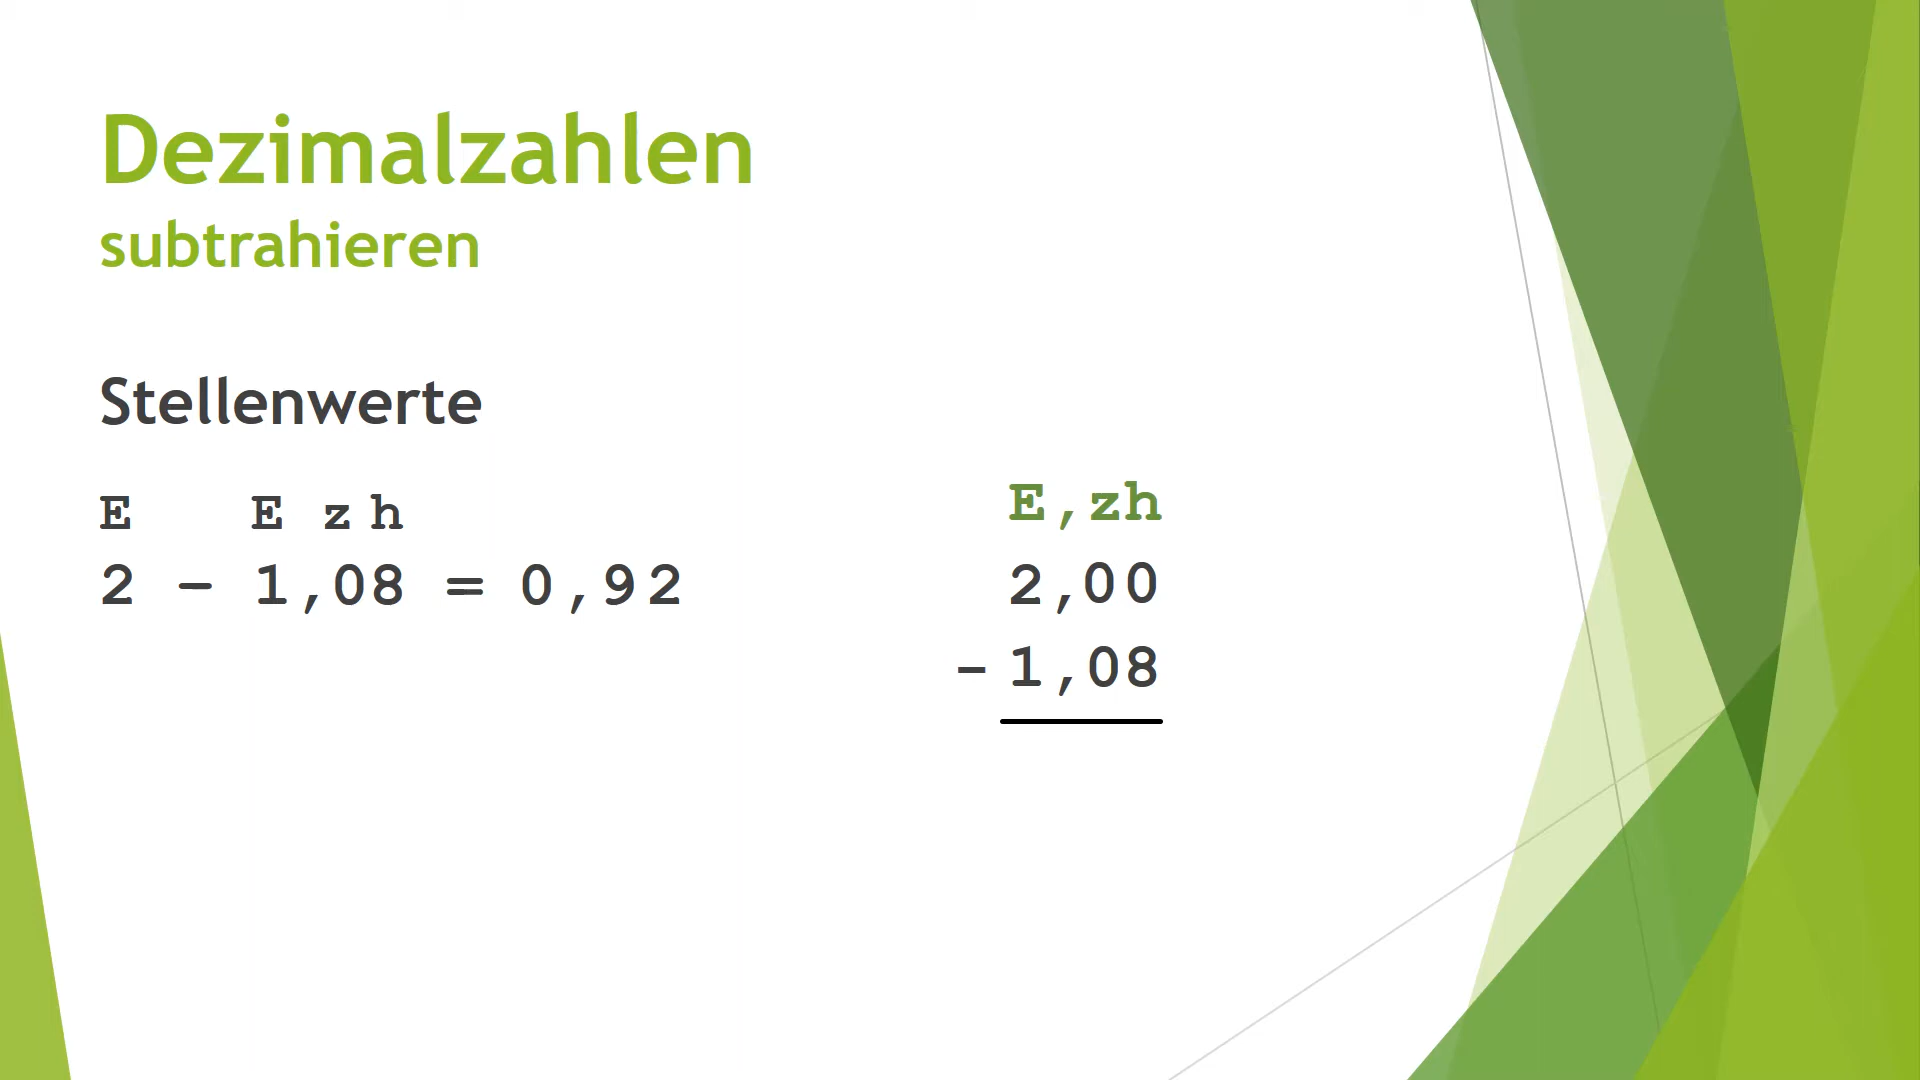 Dezimalzahlen
subtrahieren
Stellenwerte
E E z h
2 – 1,08 = 0,92
E,zh
2,00
- 1,08